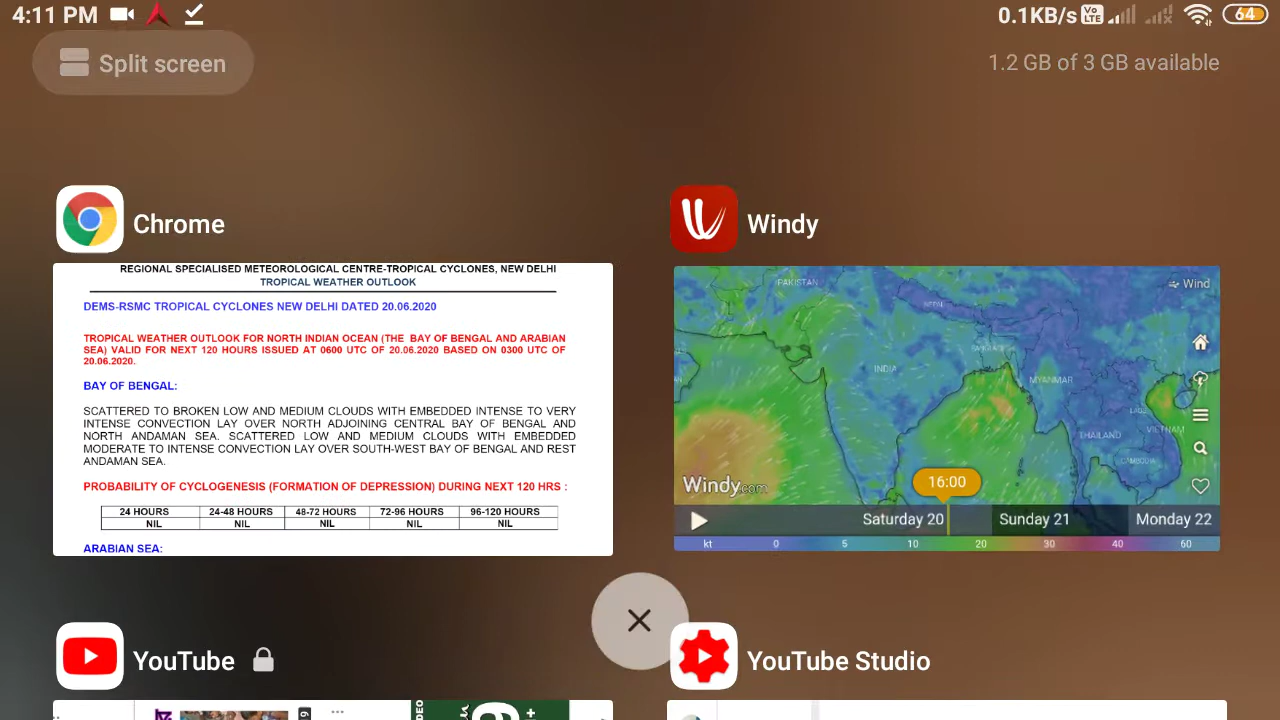 4:11 PM
0.1KB/s Vo LTE 64
Split screen
1.2 GB of 3 GB available
Chrome
REGIONAL SPECIALISED METEOROLOGICAL CENTRE-TROPICAL CYCLONES, NEW DELHI
TROPICAL WEATHER OUTLOOK
DEMS-RSMC TROPICAL CYCLONES NEW DELHI DATED 20.06.2020
TROPICAL WEATHER OUTLOOK FOR NORTH INDIAN OCEAN (THE BAY OF BENGAL AND ARABIAN
SEA) VALID FOR NEXT 120 HOURS ISSUED AT 0600 UTC OF 20.06.2020 BASED ON 0300 UTC OF
20.06.2020.
BAY OF BENGAL:
SCATTERED TO BROKEN LOW AND MEDIUM CLOUDS WITH EMBEDDED INTENSE TO VERY
INTENSE CONVECTION LAY OVER NORTH ADJOINING CENTRAL BAY OF BENGAL AND
NORTH ANDAMAN SEA. SCATTERED LOW AND MEDIUM CLOUDS WITH EMBEDDED
MODERATE TO INTENSE CONVECTION LAY OVER SOUTH-WEST BAY OF BENGAL AND REST
ANDAMAN SEA.
PROBABILITY OF CYCLOGENESIS (FORMATION OF DEPRESSION) DURING NEXT 120 HRS :
24 HOURS 24-48 HOURS 48-72 HOURS 72-96 HOURS 96-120 HOURS
NIL NIL NIL NIL NIL
ARABIAN SEA:
Windy
PAKISTAN
Wind
NEPAL
BANGLADESH
INDIA
MYANMAR
LAOS
VIETNAM
THAILAND
CAMBODIA
Windy.com
16:00
Saturday 20 Sunday 21 Monday 22
kt 0 5 10 20 30 40 60
YouTube
YouTube Studio